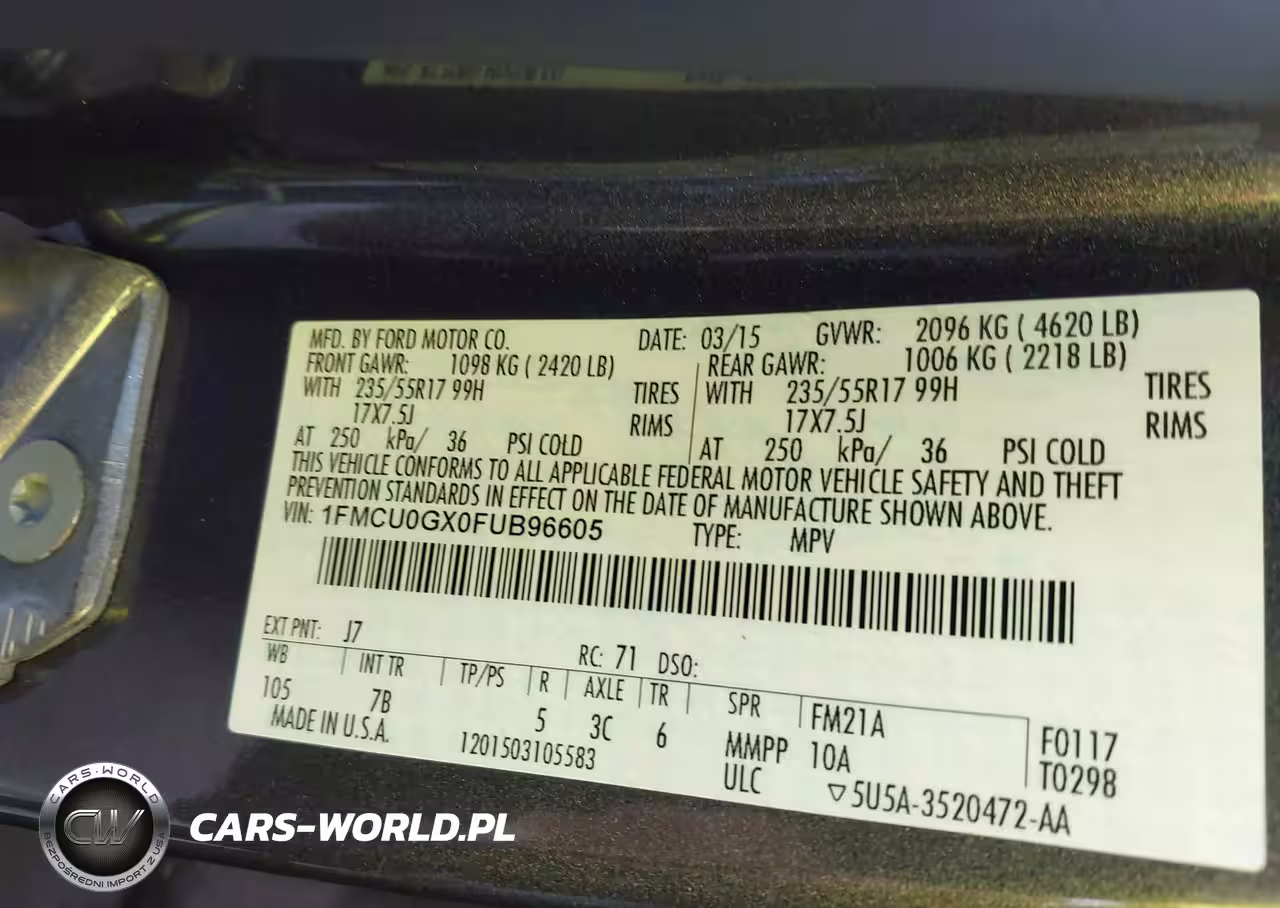 MFD. BY FORD MOTOR CO. DATE: 03/15 GVWR: 2096 KG ( 4620 LB)
FRONT GAWR: 1098 KG ( 2420 LB) REAR GAWR: 1006 KG ( 2218 LB)
WITH 235/55R17 99H TIRES WITH 235/55R17 99H TIRES
17X7.5J RIMS 17X7.5J RIMS
AT 250 kPa/ 36 PSI COLD AT 250 kPa/ 36 PSI COLD
THIS VEHICLE CONFORMS TO ALL APPLICABLE FEDERAL MOTOR VEHICLE SAFETY AND THEFT
PREVENTION STANDARDS IN EFFECT ON THE DATE OF MANUFACTURE SHOWN ABOVE.
VIN: 1FMCU0GX0FUB96605 TYPE: MPV
EXT PNT: J7 RC: 71 DSO:
WB INT TR TP/PS R AXLE TR SPR FM21A F0117
105 7B 5 3C 6 MMPP 10A T0298
MADE IN U.S.A. 1201503105583 ULC ▽5U5A-3520472-AA
CARS-WORLD
CW
BEZPOŚREDNI IMPORT Z USA
CARS-WORLD.PL